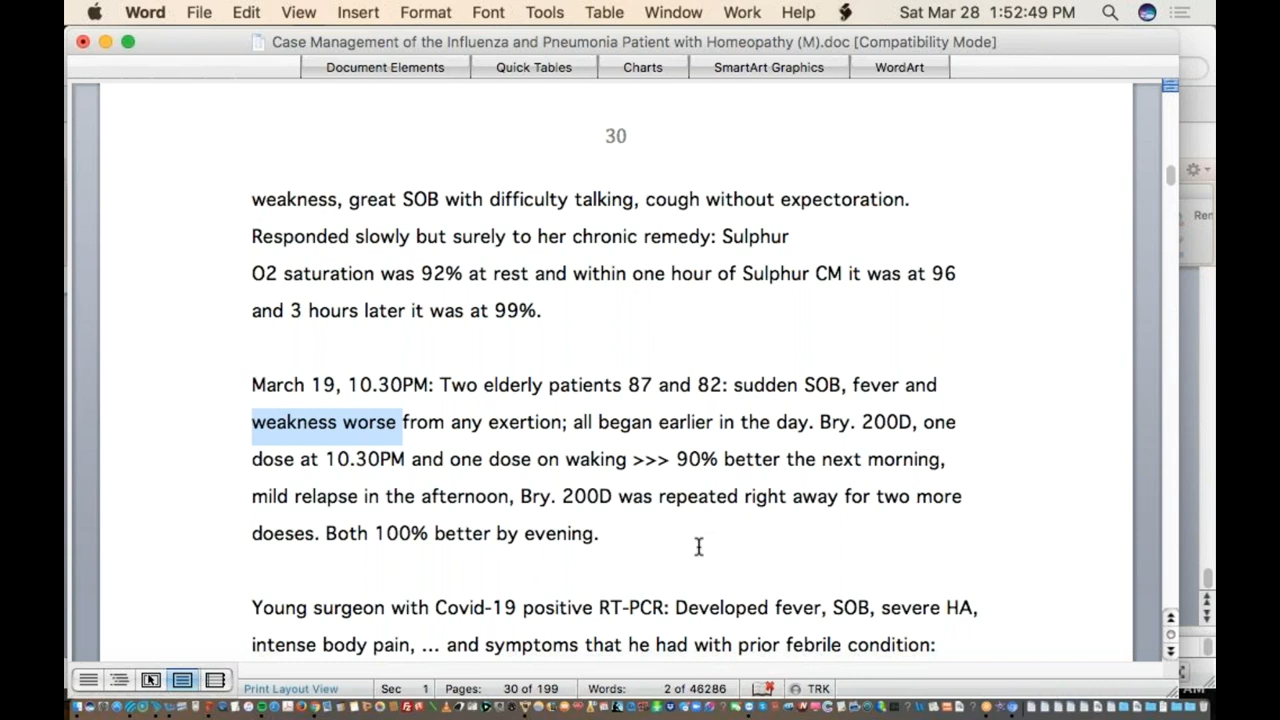 Word File Edit View Insert Format Font Tools Table Window Work Help Sat Mar 28 1:52:49 PM
Case Management of the Influenza and Pneumonia Patient with Homeopathy (M).doc [Compatibility Mode]
Document Elements Quick Tables Charts SmartArt Graphics WordArt
30
weakness, great SOB with difficulty talking, cough without expectoration.
Responded slowly but surely to her chronic remedy: Sulphur
O2 saturation was 92% at rest and within one hour of Sulphur CM it was at 96
and 3 hours later it was at 99%.
March 19, 10.30PM: Two elderly patients 87 and 82: sudden SOB, fever and
weakness worse from any exertion; all began earlier in the day. Bry. 200D, one
dose at 10.30PM and one dose on waking >>> 90% better the next morning,
mild relapse in the afternoon, Bry. 200D was repeated right away for two more
doeses. Both 100% better by evening.
Young surgeon with Covid-19 positive RT-PCR: Developed fever, SOB, severe HA,
intense body pain, ... and symptoms that he had with prior febrile condition:
Print Layout View Sec 1 Pages: 30 of 199 Words: 2 of 46286 TRK